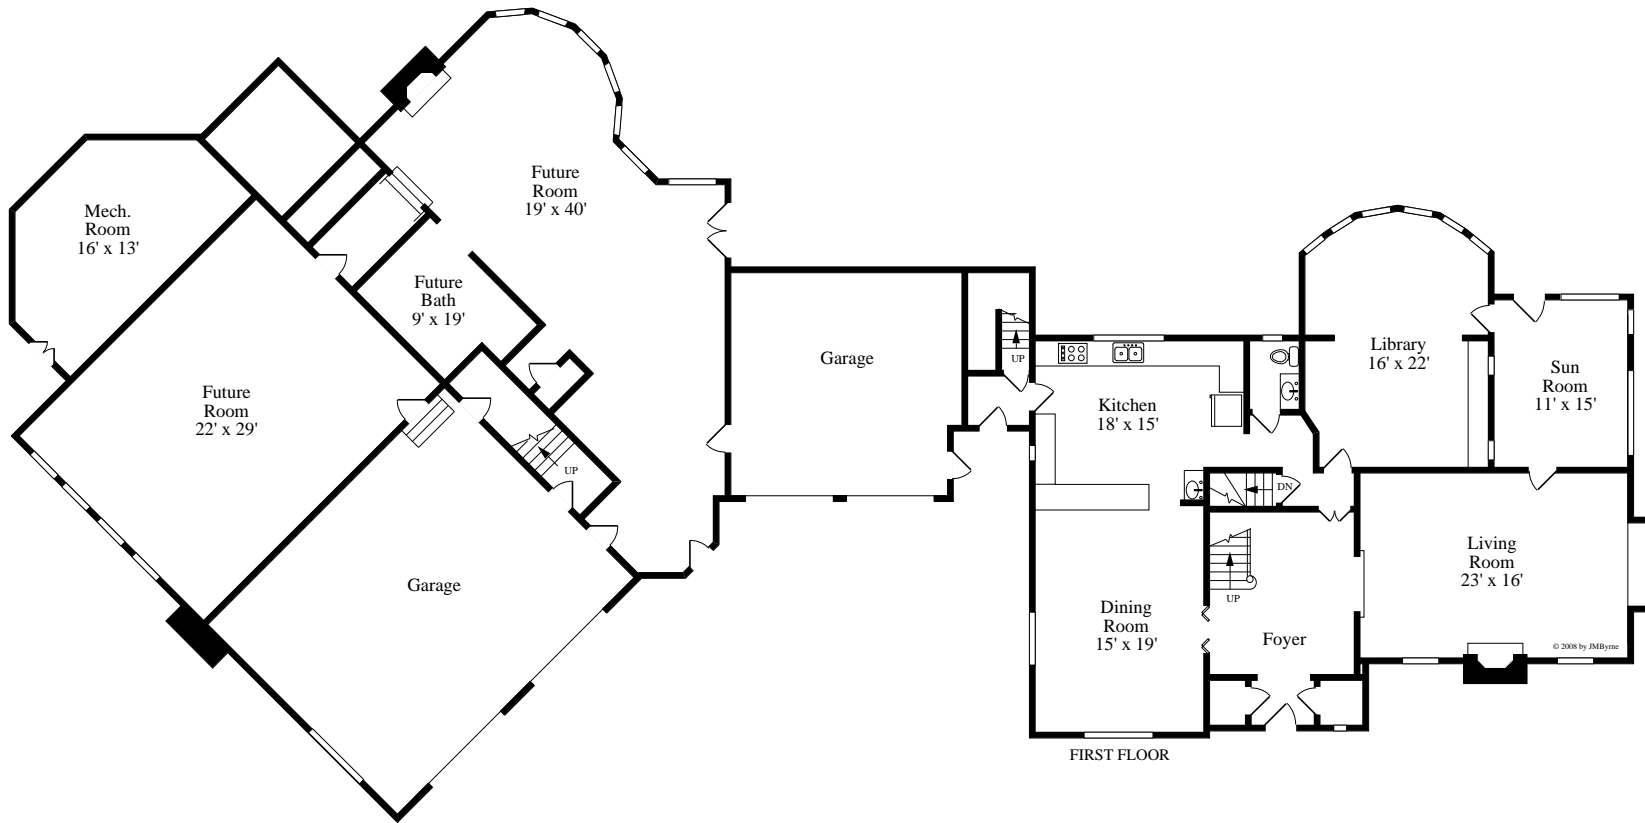 Future
Room
19' x 40'
Mech.
Room
16' x 13'
Future
Bath
9' x 19'
Future
Room
22' x 29'
UP
Garage
Garage
UP
Kitchen
18' x 15'
Library
16' x 22'
Sun
Room
11' x 15'
DN
UP
Living
Room
23' x 16'
Dining
Room
15' x 19'
Foyer
© 2008 by JMByrne
FIRST FLOOR